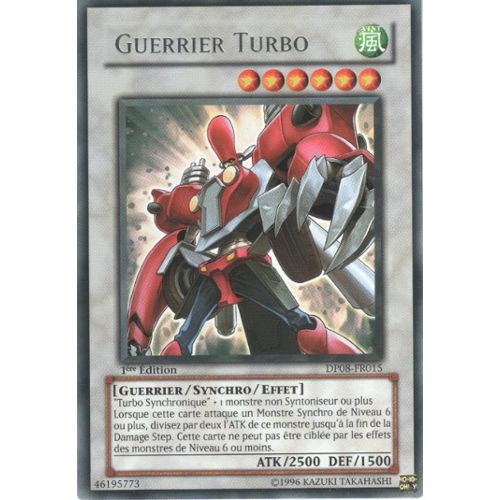 GUERRIER TURBO
VENT
風
1ère Édition
DP08-FR015
[GUERRIER/SYNCHRO/EFFET]
"Turbo Synchronique" + 1 monstre non Syntoniseur ou plus
Lorsque cette carte attaque un Monstre Synchro de Niveau 6
ou plus, divisez par deux l'ATK de ce monstre jusqu'à la fin de la
Damage Step. Cette carte ne peut pas être ciblée par les effets
des monstres de Niveau 6 ou moins.
ATK/2500 DEF/1500
46195773
©1996 KAZUKI TAKAHASHI